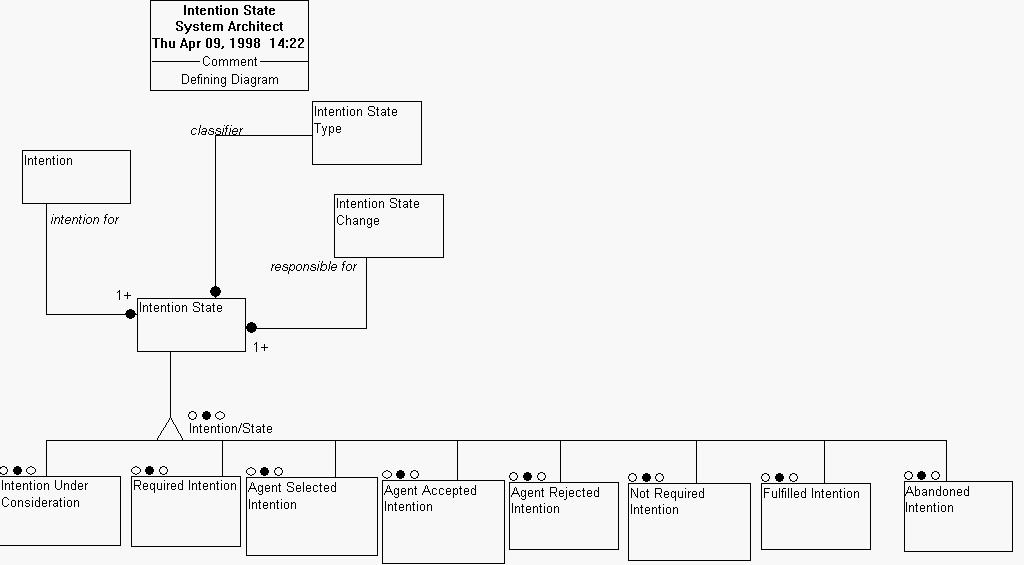 Intention State
System Architect
Thu Apr 09, 1998 14:22
Comment
Defining Diagram
Intention State
Type
classifier
Intention
Intention State
Change
intention for
responsible for
1+
Intention State
1+
Intention/State
Intention Under
Consideration
Required Intention
Agent Selected
Intention
Agent Accepted
Intention
Agent Rejected
Intention
Not Required
Intention
Fulfilled Intention
Abandoned
Intention